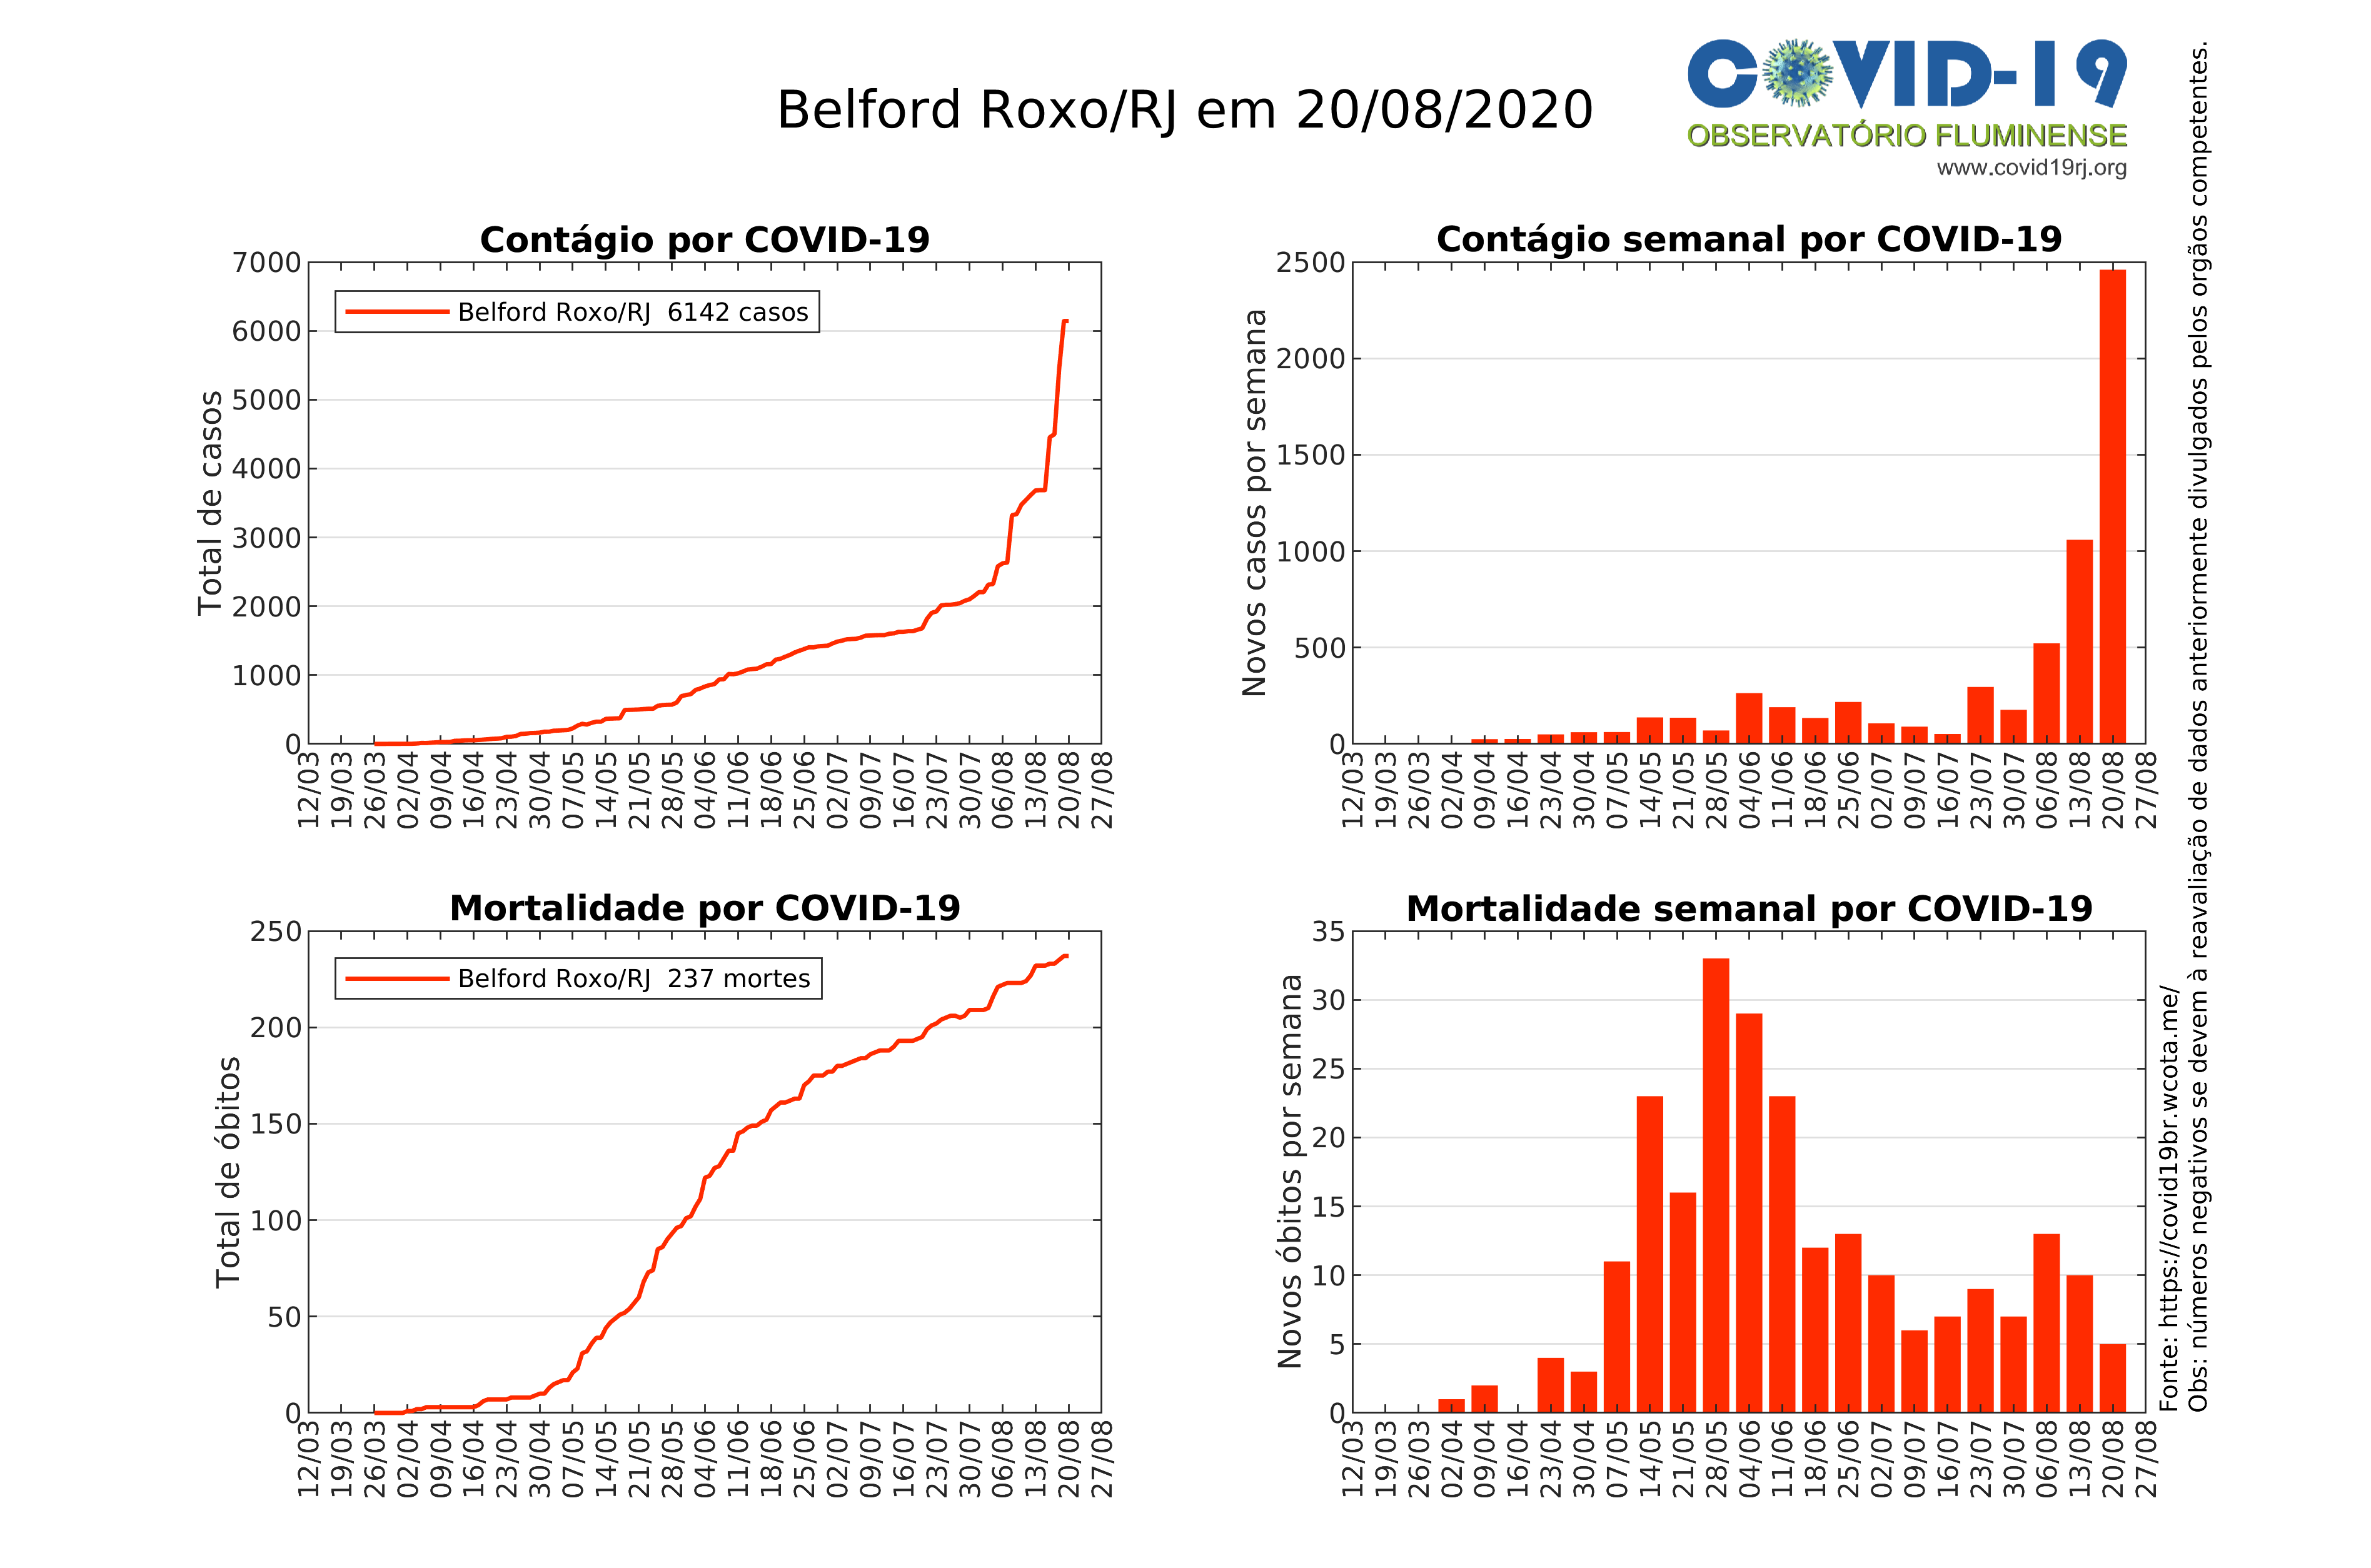 Belford Roxo/RJ em 20/08/2020
COVID-19
OBSERVATÓRIO FLUMINENSE
www.covid19rj.org
Contágio por COVID-19
Total de casos
7000
6000
5000
4000
3000
2000
1000
0
Belford Roxo/RJ 6142 casos
12/03 19/03 26/03 02/04 09/04 16/04 23/04 30/04 07/05 14/05 21/05 28/05 04/06 11/06 18/06 25/06 02/07 09/07 16/07 23/07 30/07 06/08 13/08 20/08 27/08
Contágio semanal por COVID-19
Novos casos por semana
2500
2000
1500
1000
500
0
12/03 19/03 26/03 02/04 09/04 16/04 23/04 30/04 07/05 14/05 21/05 28/05 04/06 11/06 18/06 25/06 02/07 09/07 16/07 23/07 30/07 06/08 13/08 20/08 27/08
Mortalidade por COVID-19
Total de óbitos
250
200
150
100
50
0
Belford Roxo/RJ 237 mortes
12/03 19/03 26/03 02/04 09/04 16/04 23/04 30/04 07/05 14/05 21/05 28/05 04/06 11/06 18/06 25/06 02/07 09/07 16/07 23/07 30/07 06/08 13/08 20/08 27/08
Mortalidade semanal por COVID-19
Novos óbitos por semana
35
30
25
20
15
10
5
0
12/03 19/03 26/03 02/04 09/04 16/04 23/04 30/04 07/05 14/05 21/05 28/05 04/06 11/06 18/06 25/06 02/07 09/07 16/07 23/07 30/07 06/08 13/08 20/08 27/08
Fonte: https://covid19br.wcota.me/
Obs: números negativos se devem à reavaliação de dados anteriormente divulgados pelos orgãos competentes.